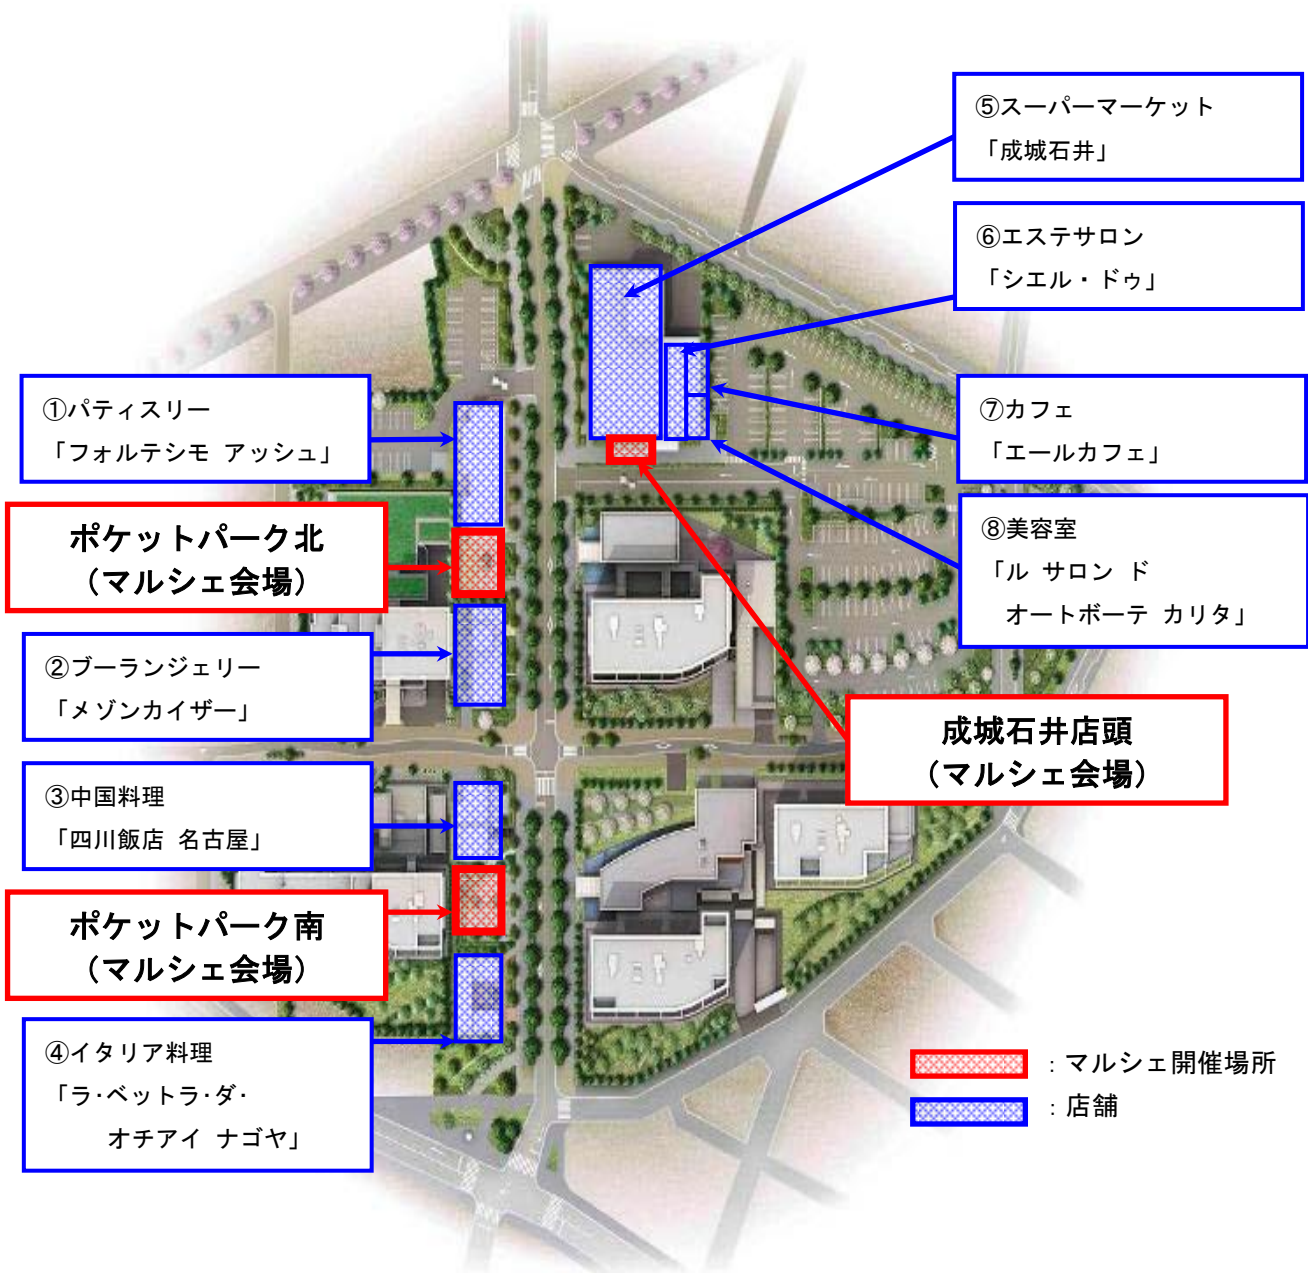 ⑤スーパーマーケット
「成城石井」
⑥エステサロン
「シエル・ドゥ」
①パティスリー
「フォルテシモ アッシュ」
⑦カフェ
「エールカフェ」
ポケットパーク北
（マルシェ会場）
⑧美容室
「ル サロン ド
オートボーテ カリタ」
②ブーランジェリー
「メゾンカイザー」
成城石井店頭
（マルシェ会場）
③中国料理
「四川飯店 名古屋」
ポケットパーク南
（マルシェ会場）
④イタリア料理
「ラ・ベットラ・ダ・
オチアイ ナゴヤ」
：マルシェ開催場所
：店舗